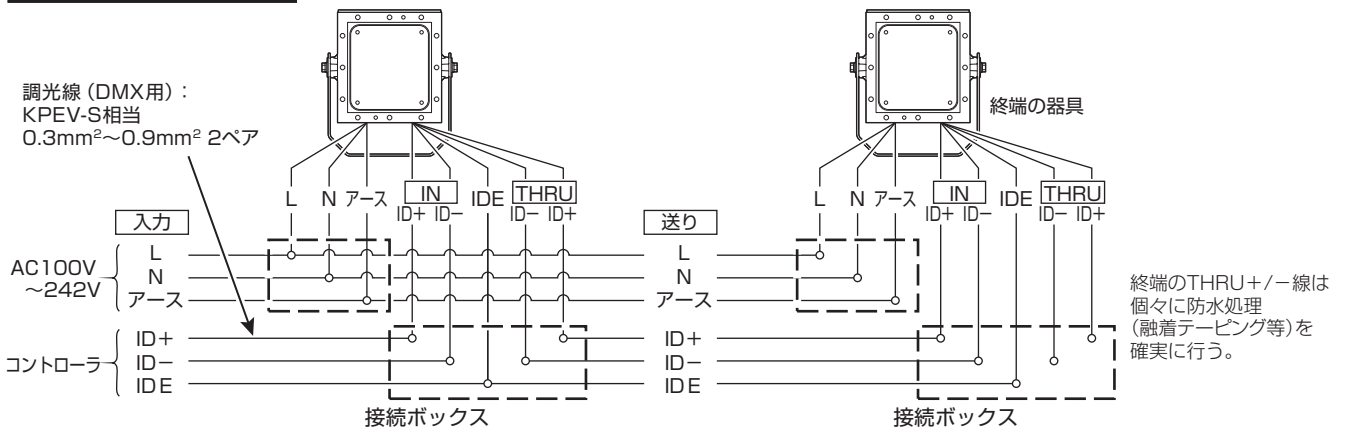 調光線（DMX用）：
KPEV-S相当
0.3mm²～0.9mm² 2ペア
終端の器具
L N アース IN IDE THRU
ID+ ID− ID− ID+
L N アース IN IDE THRU
ID+ ID− ID− ID+
入力
送り
AC100V
～242V
L
N
アース
L
N
アース
コントローラ
ID+
ID−
IDE
ID+
ID−
IDE
終端のTHRU+/−線は
個々に防水処理
（融着テーピング等）を
確実に行う。
接続ボックス
接続ボックス